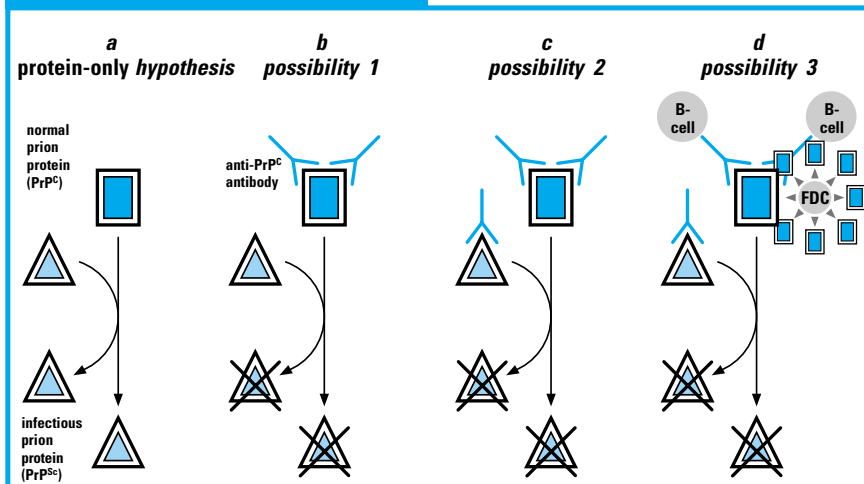 a
protein-only hypothesis
b
possibility 1
c
possibility 2
d
possibility 3
normal
prion
protein
(PrPᶜ)
anti-PrPᶜ
antibody
B-
cell
B-
cell
FDC
infectious
prion
protein
(PrPˢᶜ)